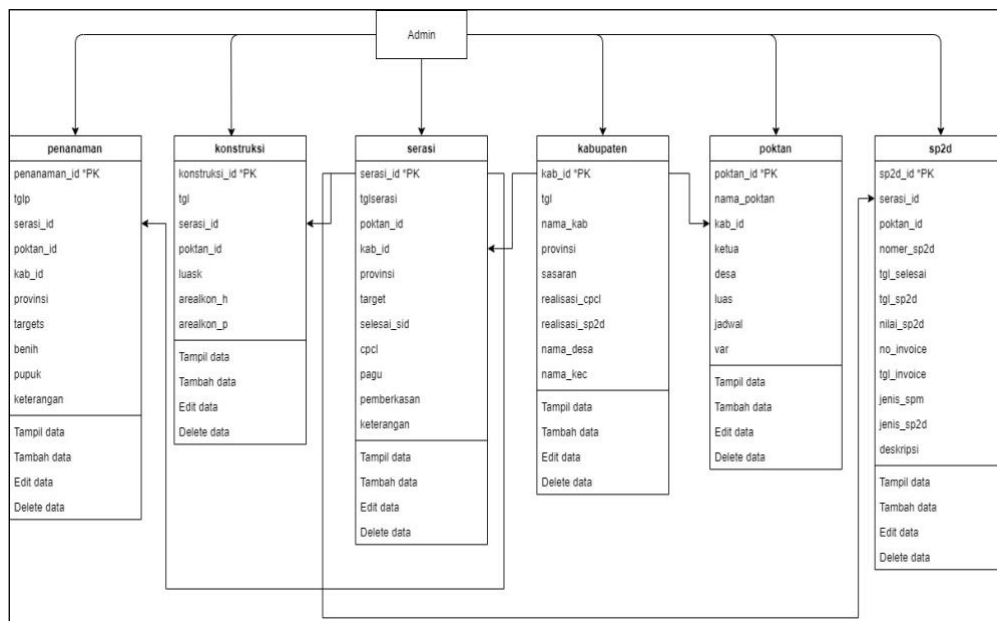 Admin
penanaman
penanaman_id *PK
tglp
serasi_id
poktan_id
kab_id
provinsi
targets
benih
pupuk
keterangan
Tampil data
Tambah data
Edit data
Delete data
konstruksi
konstruksi_id *PK
tgl
serasi_id
poktan_id
luask
arealkon_h
arealkon_p
Tampil data
Tambah data
Edit data
Delete data
serasi
serasi_id *PK
tglserasi
poktan_id
kab_id
provinsi
target
selesai_sid
cpcl
pagu
pemberkasan
keterangan
Tampil data
Tambah data
Edit data
Delete data
kabupaten
kab_id *PK
tgl
nama_kab
provinsi
sasaran
realisasi_cpcl
realisasi_sp2d
nama_desa
nama_kec
Tampil data
Tambah data
Edit data
Delete data
poktan
poktan_id *PK
nama_poktan
kab_id
ketua
desa
luas
jadwal
var
Tampil data
Tambah data
Edit data
Delete data
sp2d
sp2d_id *PK
serasi_id
poktan_id
nomer_sp2d
tgl_selesai
tgl_sp2d
nilai_sp2d
no_invoice
tgl_invoice
jenis_spm
jenis_sp2d
deskripsi
Tampil data
Tambah data
Edit data
Delete data